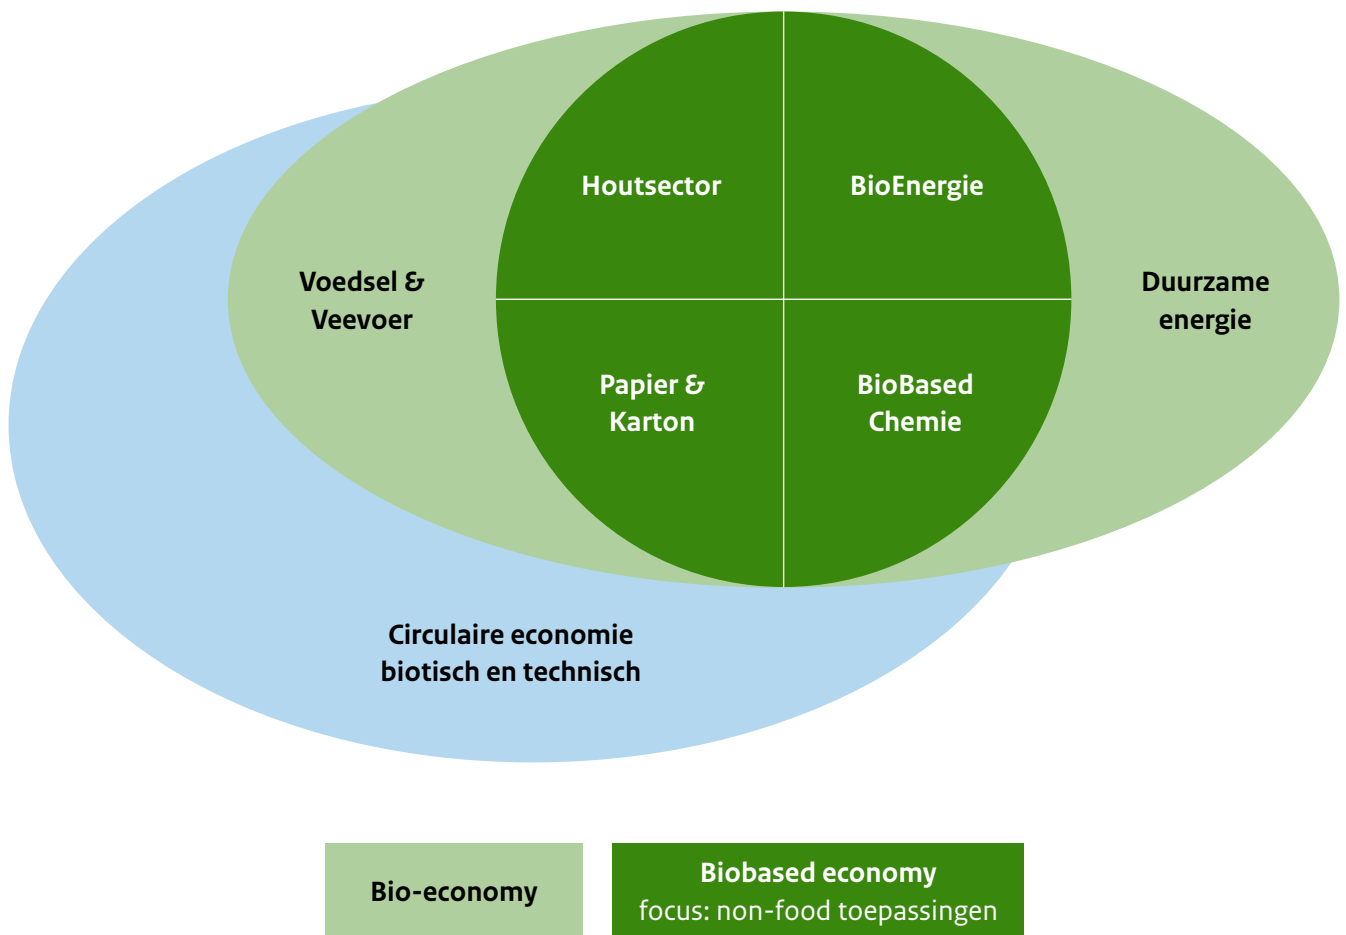 Houtsector
BioEnergie
Voedsel &
Veevoer
Duurzame
energie
Papier &
Karton
BioBased
Chemie
Circulaire economie
biotisch en technisch
Bio-economy
Biobased economy
focus: non-food toepassingen